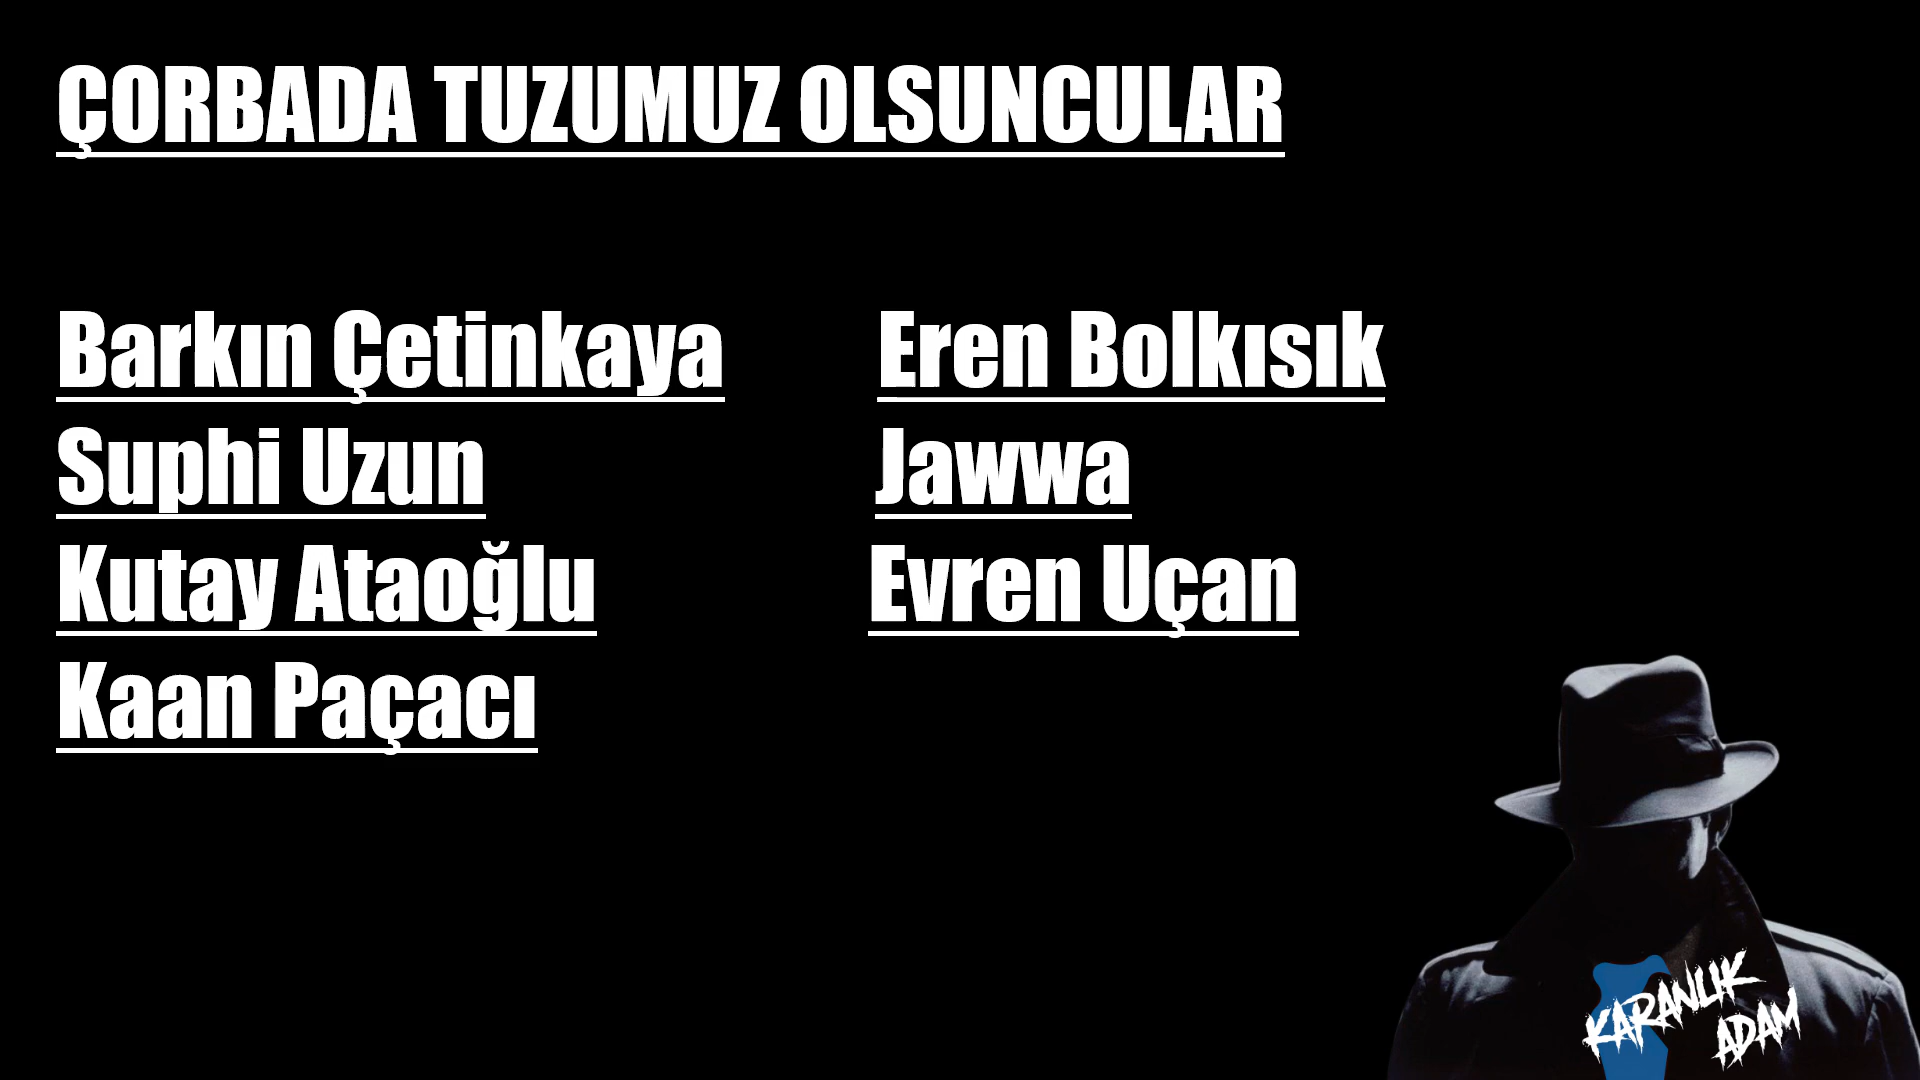 ÇORBADA TUZUMUZ OLSUNCULAR
Barkın Çetinkaya
Suphi Uzun
Kutay Ataoğlu
Kaan Paçacı
Eren Bolkısık
Jawwa
Evren Uçan
KARANLIK
ADAM